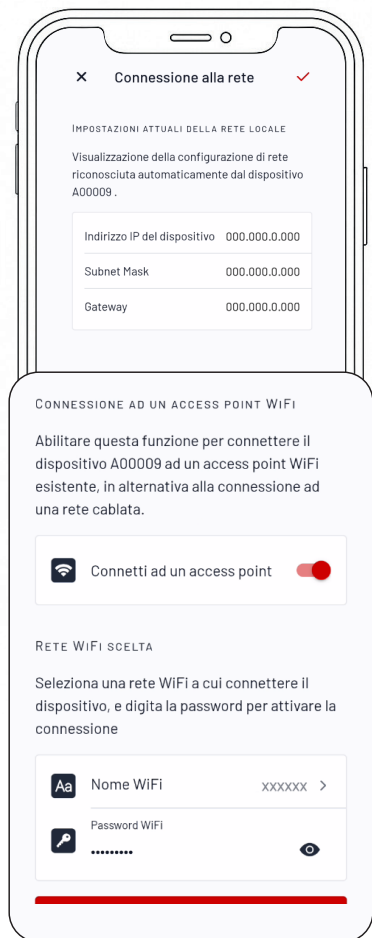 Connessione alla rete
IMPOSTAZIONI ATTUALI DELLA RETE LOCALE
Visualizzazione della configurazione di rete
riconosciuta automaticamente dal dispositivo
A00009 .
Indirizzo IP del dispositivo 000.000.0.000
Subnet Mask 000.000.0.000
Gateway 000.000.0.000
CONNESSIONE AD UN ACCESS POINT WIFI
Abilitare questa funzione per connettere il
dispositivo A00009 ad un access point WiFi
esistente, in alternativa alla connessione ad
una rete cablata.
Connetti ad un access point
RETE WIFI SCELTA
Seleziona una rete WiFi a cui connettere il
dispositivo, e digita la password per attivare la
connessione
Aa Nome WiFi xxxxxx >
Password WiFi
•••••••••